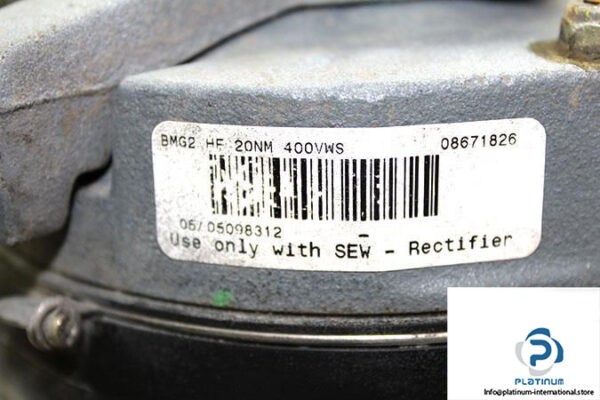 BMG2 HF 20NM 400VWS 08671826
06/05098312
Use only with SEW - Rectifier
PLATINUM
Info@platinum-international.store